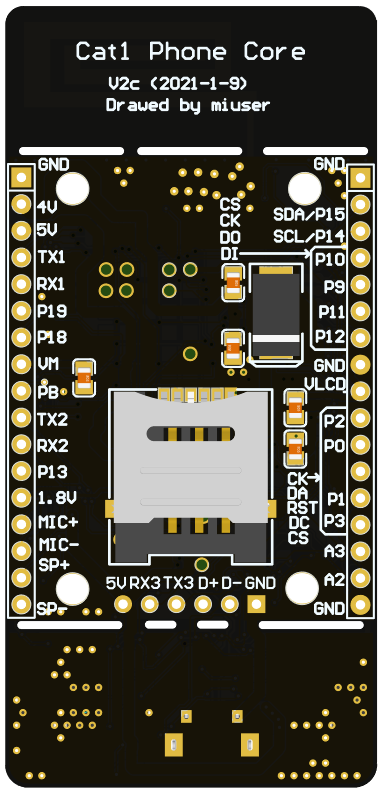 Cat1 Phone Core
V2c (2021-1-9)
Drawed by miuser
GND
4V
5V
TX1
RX1
P19
P18
VM
PB
TX2
RX2
P13
1.8V
MIC+
MIC-
SP+
SP-
CS
CK
DO
DI
GND
SDA/P15
SCL/P14
P10
P9
P11
P12
GND
VLCD
P2
P0
P1
P3
A3
A2
GND
CK→
DA
RST
DC
CS
5V RX3 TX3 D+ D- GND